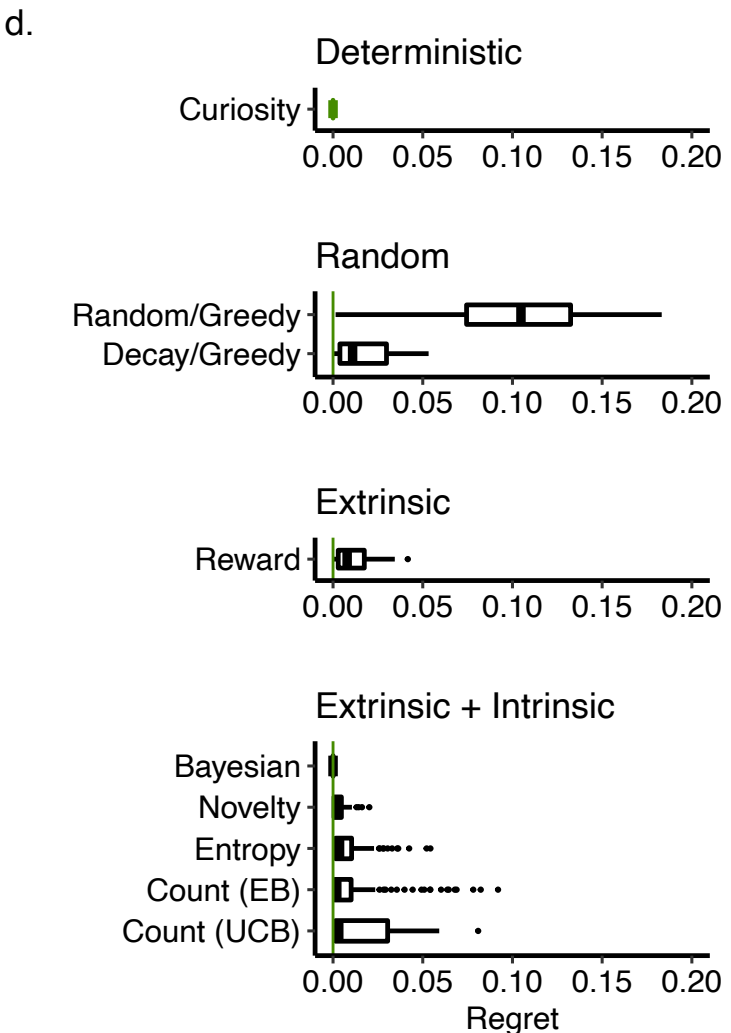 d.
Deterministic
Curiosity
0.00 0.05 0.10 0.15 0.20
Random
Random/Greedy
Decay/Greedy
0.00 0.05 0.10 0.15 0.20
Extrinsic
Reward
0.00 0.05 0.10 0.15 0.20
Extrinsic + Intrinsic
Bayesian
Novelty
Entropy
Count (EB)
Count (UCB)
0.00 0.05 0.10 0.15 0.20
Regret